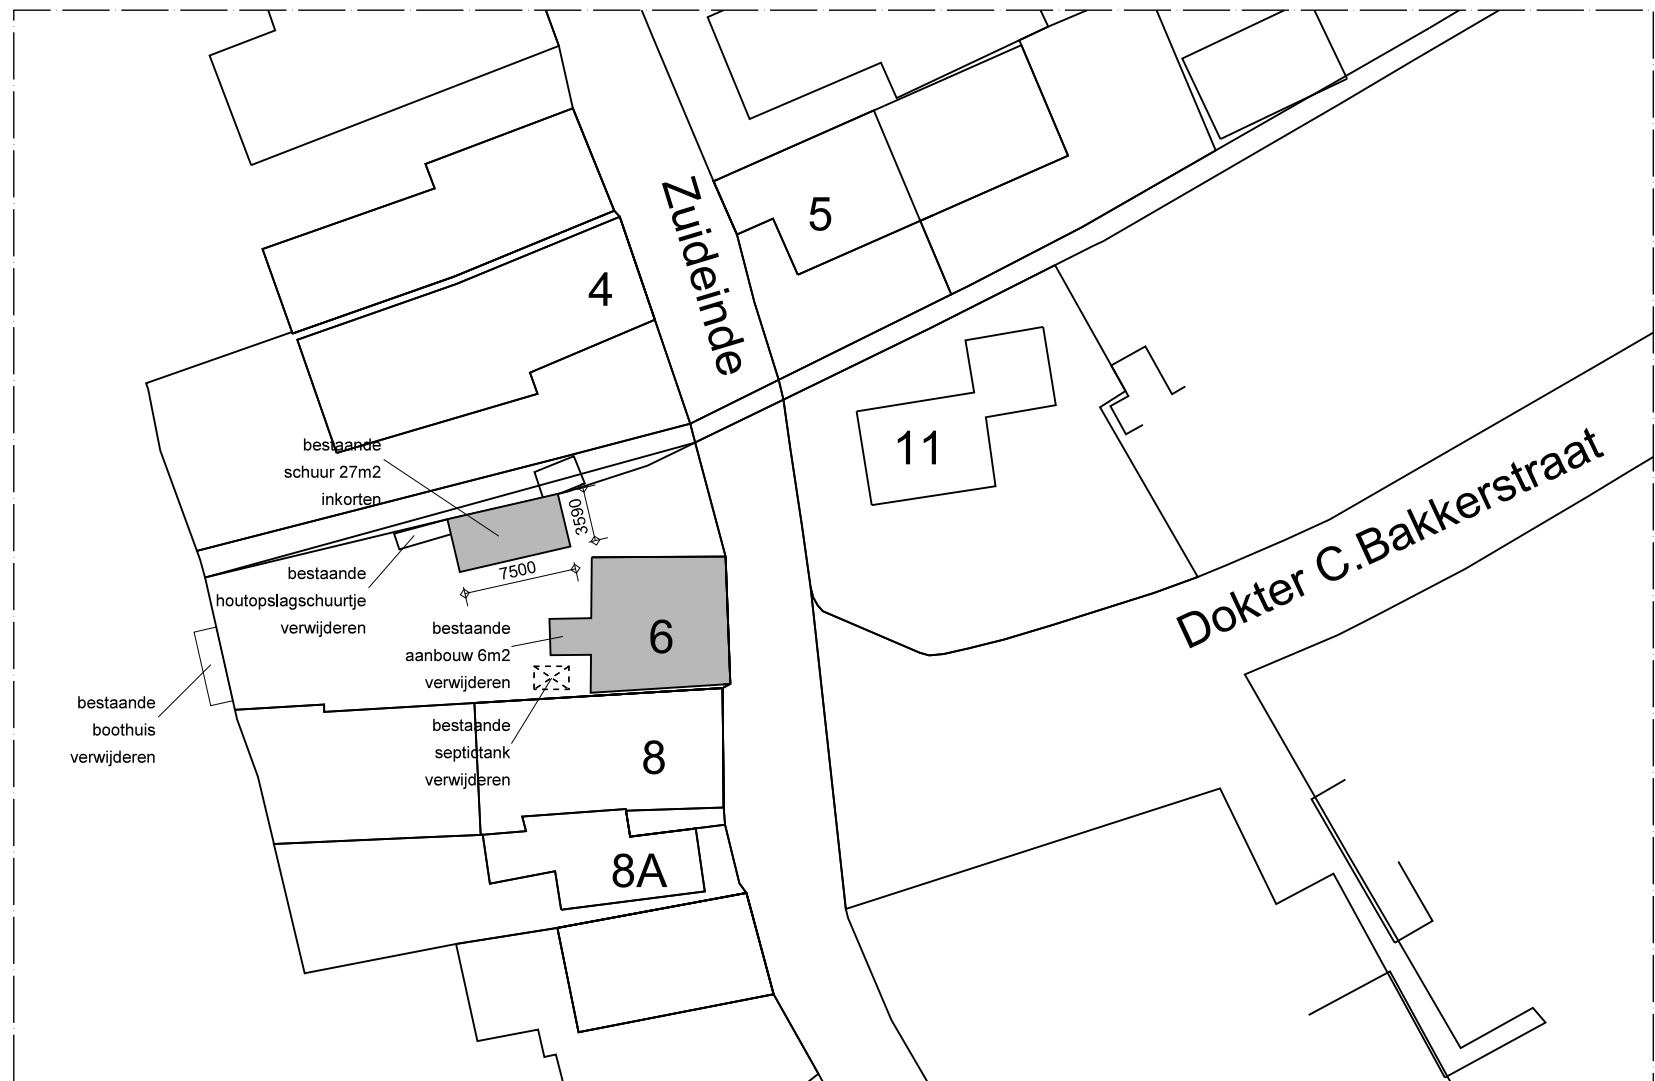 Zuideinde
5
4
11
bestaande
schuur 27m2
inkorten
3590
7500
bestaande
houtopslagschuurtje
verwijderen
Dokter C.Bakkerstraat
bestaande
aanbouw 6m2
verwijderen
6
bestaande
boothuis
verwijderen
bestaande
septictank
verwijderen
8
8A